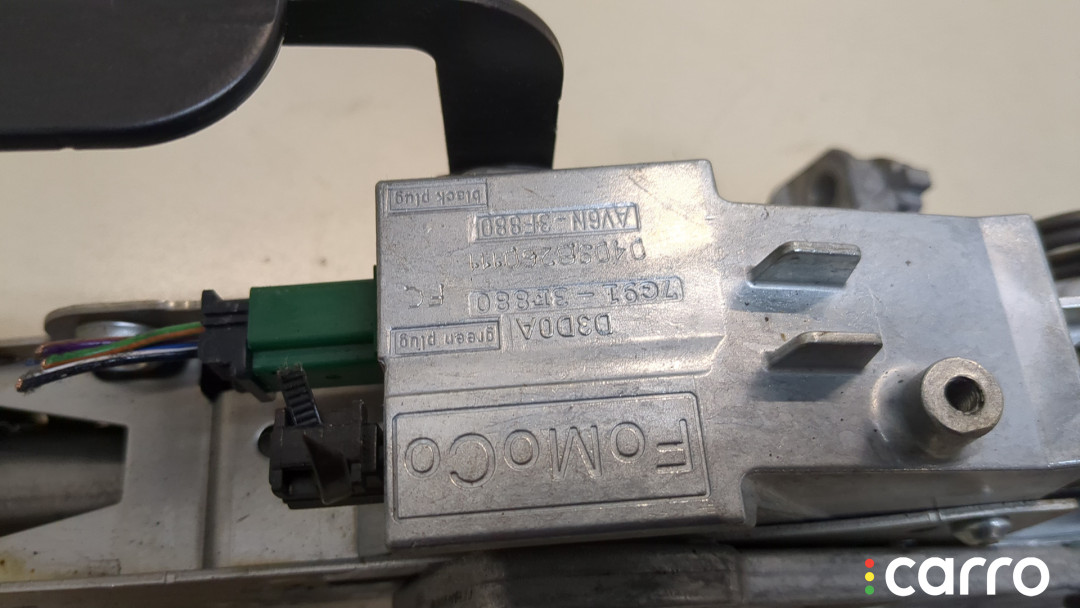 FoMoCo
green plug
D3D0A
7G91-3F880
FC
AV6N-3F880
black plug
carro